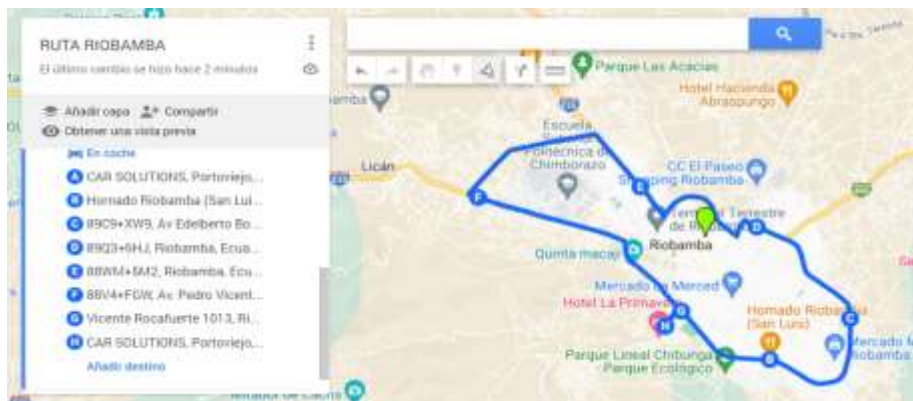 RUTA RIOBAMBA
El último cambio se hizo hace 2 minutos
Añadir capa Compartir
Obtener una vista previa
En coche
A CAR SOLUTIONS, Portoviejo,...
B Hornado Riobamba (San Lui...
C 89C9+XW9, Av Edelberto Bo...
D 89Q3+6HJ, Riobamba, Ecua...
E 88WM+5M2, Riobamba, Ecu...
F 88V4+FGW, Av. Pedro Vicent...
G Vicente Rocafuerte 1013, Ri...
H CAR SOLUTIONS, Portoviejo,...
Añadir destino
Parque Las Acacias
Hotel Hacienda
Abraspungo
Escuela
Politécnica de
Chimborazo
Licán
CC El Paseo
Shopping Riobamba
F
E
D
Terrestre
Riobamba
Quinta macaji
Mercado La Merced
Hotel La Primavera
G
H
C
Hornado Riobamba
(San Luis)
B
Mercado
Riobamba
Parque Lineal Chibunga
Parque Ecológico